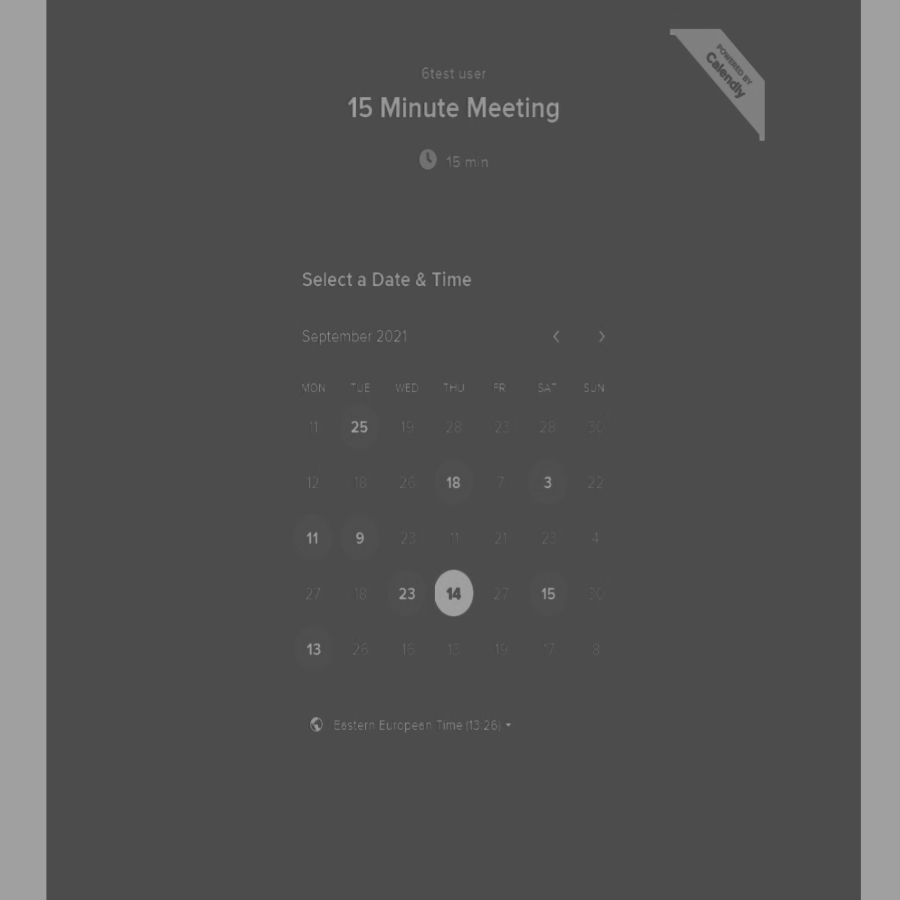 6test user
POWERED BY
Calendly
15 Minute Meeting
15 min
Select a Date & Time
September 2021
MON TUE WED THU FRI SAT SUN
11 25 19 28 23 28 30
12 18 26 18 7 3 22
11 9 23 11 21 23 4
27 18 23 14 27 15 30
13 26 16 13 19 17 8
Eastern European Time (13:26)